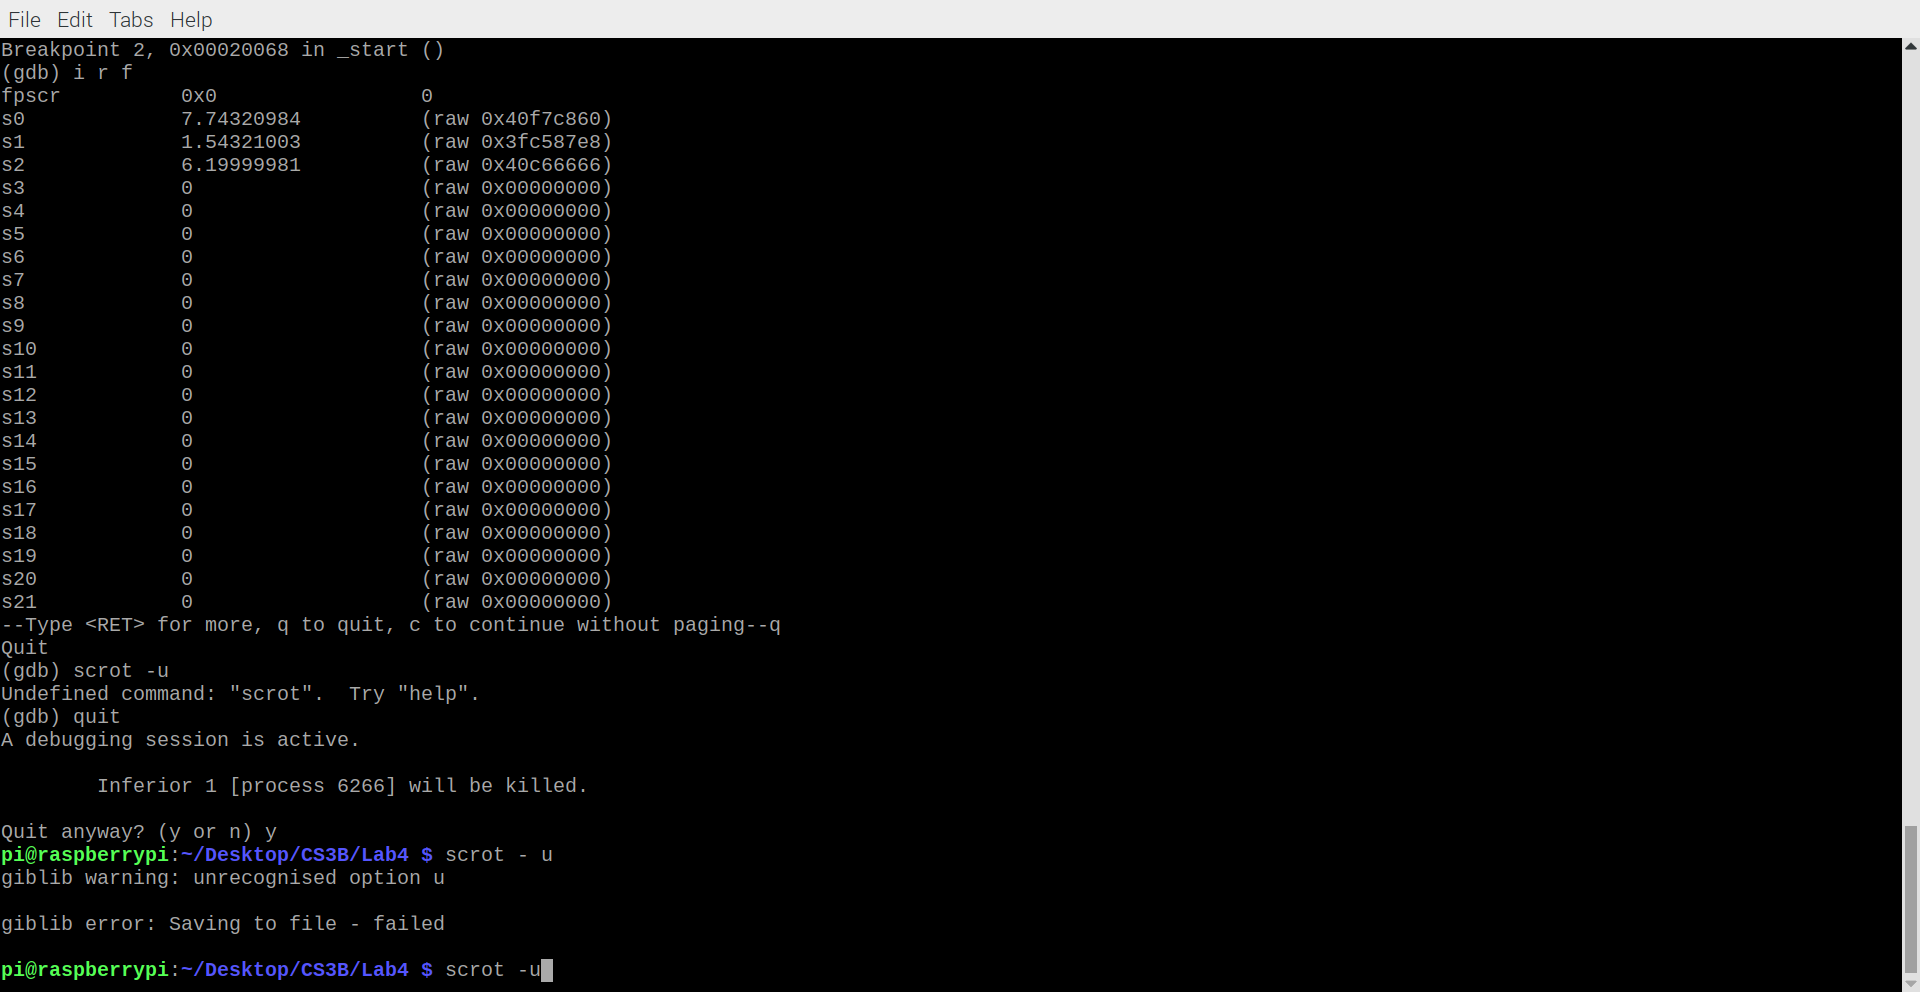 File Edit Tabs Help
Breakpoint 2, 0x00020068 in _start ()
(gdb) i r f
fpscr          0x0                 0
s0             7.74320984          (raw 0x40f7c860)
s1             1.54321003          (raw 0x3fc587e8)
s2             6.19999981          (raw 0x40c66666)
s3             0                   (raw 0x00000000)
s4             0                   (raw 0x00000000)
s5             0                   (raw 0x00000000)
s6             0                   (raw 0x00000000)
s7             0                   (raw 0x00000000)
s8             0                   (raw 0x00000000)
s9             0                   (raw 0x00000000)
s10            0                   (raw 0x00000000)
s11            0                   (raw 0x00000000)
s12            0                   (raw 0x00000000)
s13            0                   (raw 0x00000000)
s14            0                   (raw 0x00000000)
s15            0                   (raw 0x00000000)
s16            0                   (raw 0x00000000)
s17            0                   (raw 0x00000000)
s18            0                   (raw 0x00000000)
s19            0                   (raw 0x00000000)
s20            0                   (raw 0x00000000)
s21            0                   (raw 0x00000000)
--Type <RET> for more, q to quit, c to continue without paging--q
Quit
(gdb) scrot -u
Undefined command: "scrot".  Try "help".
(gdb) quit
A debugging session is active.
        Inferior 1 [process 6266] will be killed.
Quit anyway? (y or n) y
pi@raspberrypi:~/Desktop/CS3B/Lab4 $ scrot - u
giblib warning: unrecognised option u
giblib error: Saving to file - failed
pi@raspberrypi:~/Desktop/CS3B/Lab4 $ scrot -u